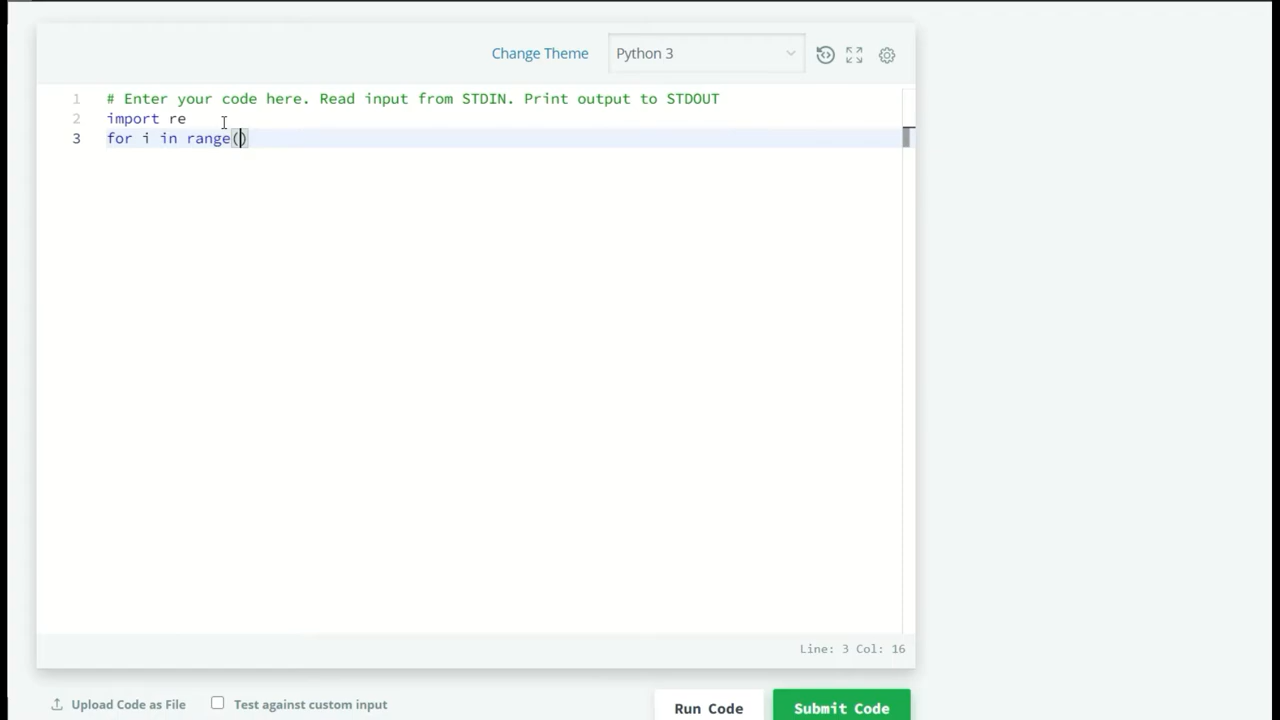 Change Theme Python 3
1 # Enter your code here. Read input from STDIN. Print output to STDOUT
2 import re
3 for i in range()
Line: 3 Col: 16
Upload Code as File Test against custom input Run Code Submit Code